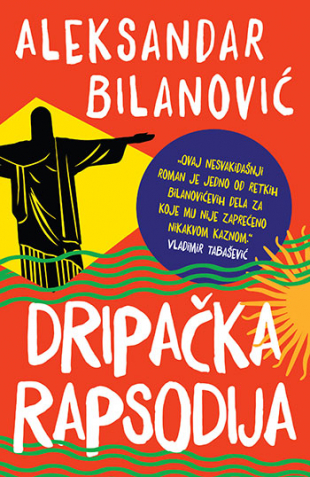 ALEKSANDAR
BILANOVIĆ
„OVAJ NESVAKIDAŠNJI
ROMAN JE JEDNO OD RETKIH
BILANOVIĆEVIH DELA ZA
KOJE MU NIJE ZAPREĆENO
NIKAKVOM KAZNOM.“
VLADIMIR TABAŠEVIĆ
DRIPAČKA
RAPSODIJA